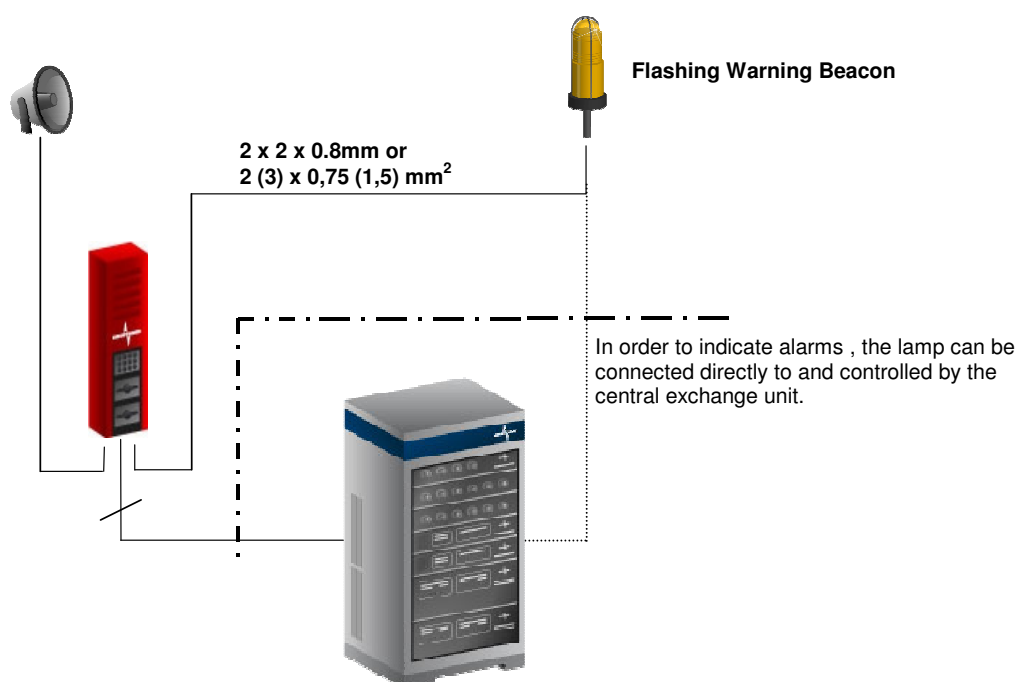 Flashing Warning Beacon
2 x 2 x 0.8mm or
2 (3) x 0,75 (1,5) mm²
In order to indicate alarms , the lamp can be
connected directly to and controlled by the
central exchange unit.